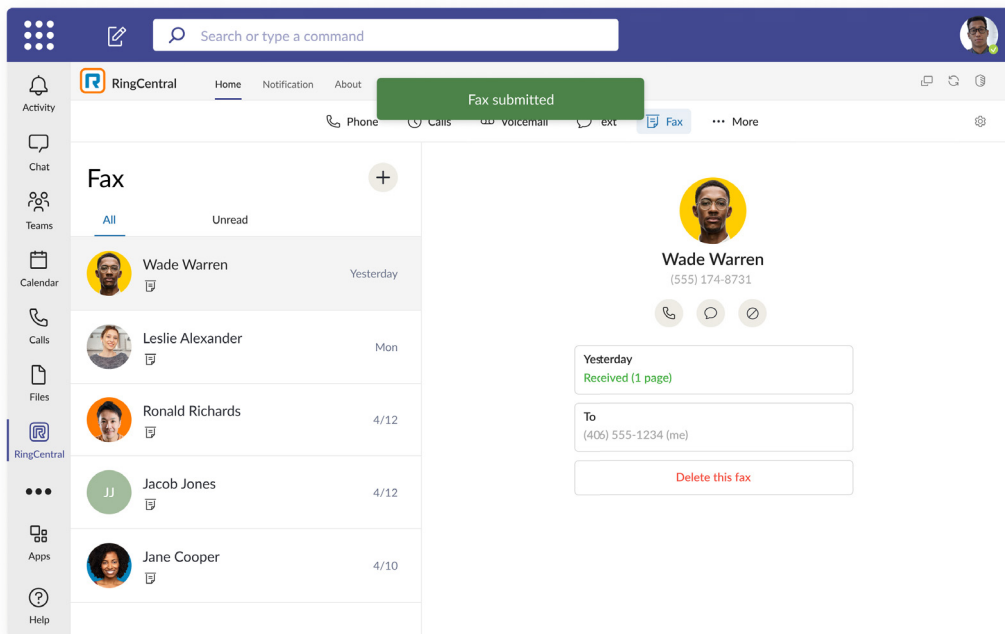 Search or type a command
Activity
Chat
Teams
Calendar
Calls
Files
RingCentral
Apps
Help
RingCentral
Home
Notification
About
Fax submitted
Phone
Calls
Voicemail
ext
Fax
More
Fax
All
Unread
Wade Warren
Yesterday
Leslie Alexander
Mon
Ronald Richards
4/12
JJ
Jacob Jones
4/12
Jane Cooper
4/10
Wade Warren
(555) 174-8731
Yesterday
Received (1 page)
To
(406) 555-1234 (me)
Delete this fax